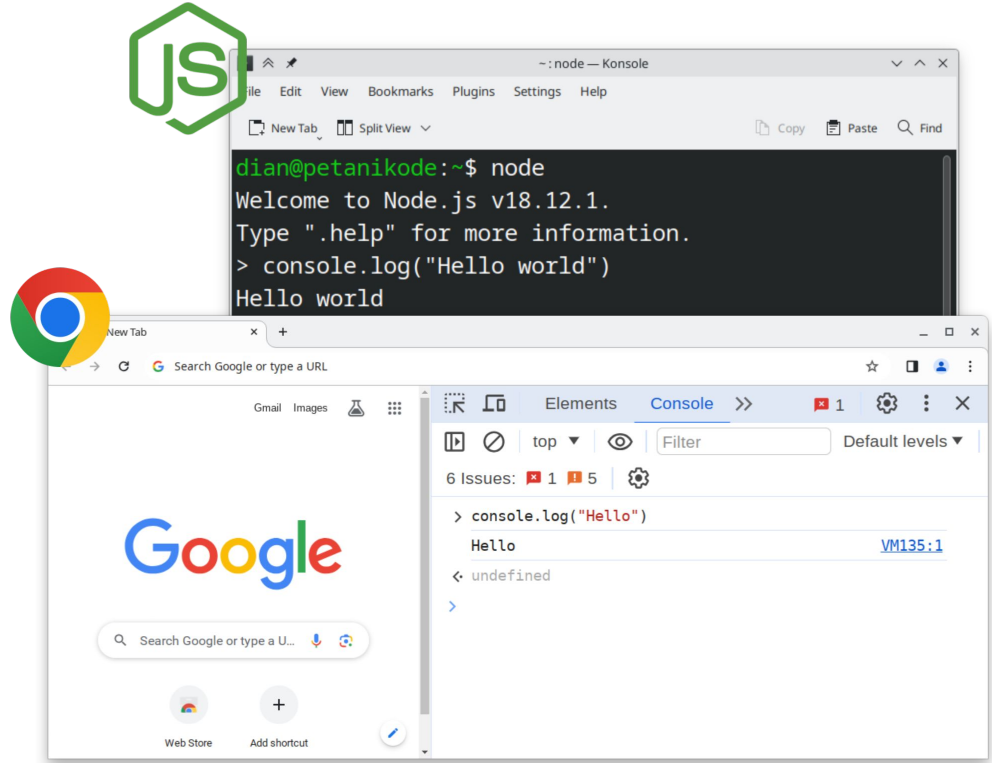 JS
~ : node — Konsole
File Edit View Bookmarks Plugins Settings Help
New Tab Split View Copy Paste Find
dian@petanikode:~$ node
Welcome to Node.js v18.12.1.
Type ".help" for more information.
> console.log("Hello world")
Hello world
New Tab
Search Google or type a URL
Gmail Images
Elements Console 1
top Filter Default levels
6 Issues: 1 5
> console.log("Hello")
Hello VM135:1
undefined
Google
Search Google or type a U...
Web Store Add shortcut